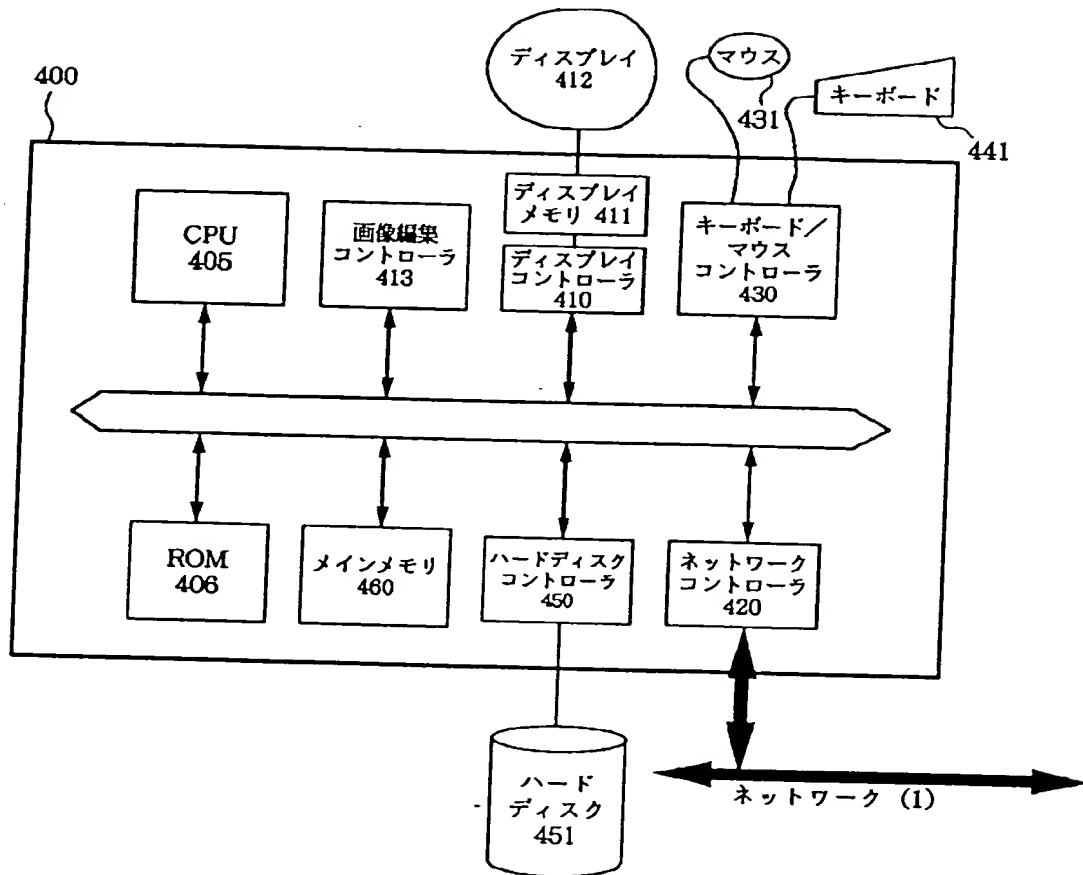 400
ディスプレイ
412
マウス
431
キーボード
441
CPU
405
画像編集
コントローラ
413
ディスプレイ
メモリ 411
ディスプレイ
コントローラ
410
キーボード/
マウス
コントローラ
430
ROM
406
メインメモリ
460
ハードディスク
コントローラ
450
ネットワーク
コントローラ
420
ハード
ディスク
451
ネットワーク (1)